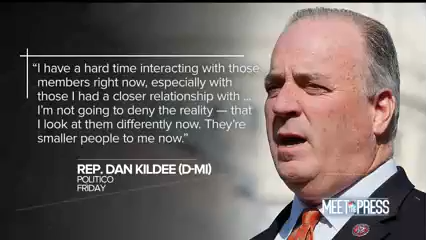 “I have a hard time interacting with those
members right now, especially with
those I had a closer relationship with ...
I’m not going to deny the reality — that
I look at them differently now. They’re
smaller people to me now.”
REP. DAN KILDEE (D-MI)
POLITICO
FRIDAY
MEET THE PRESS